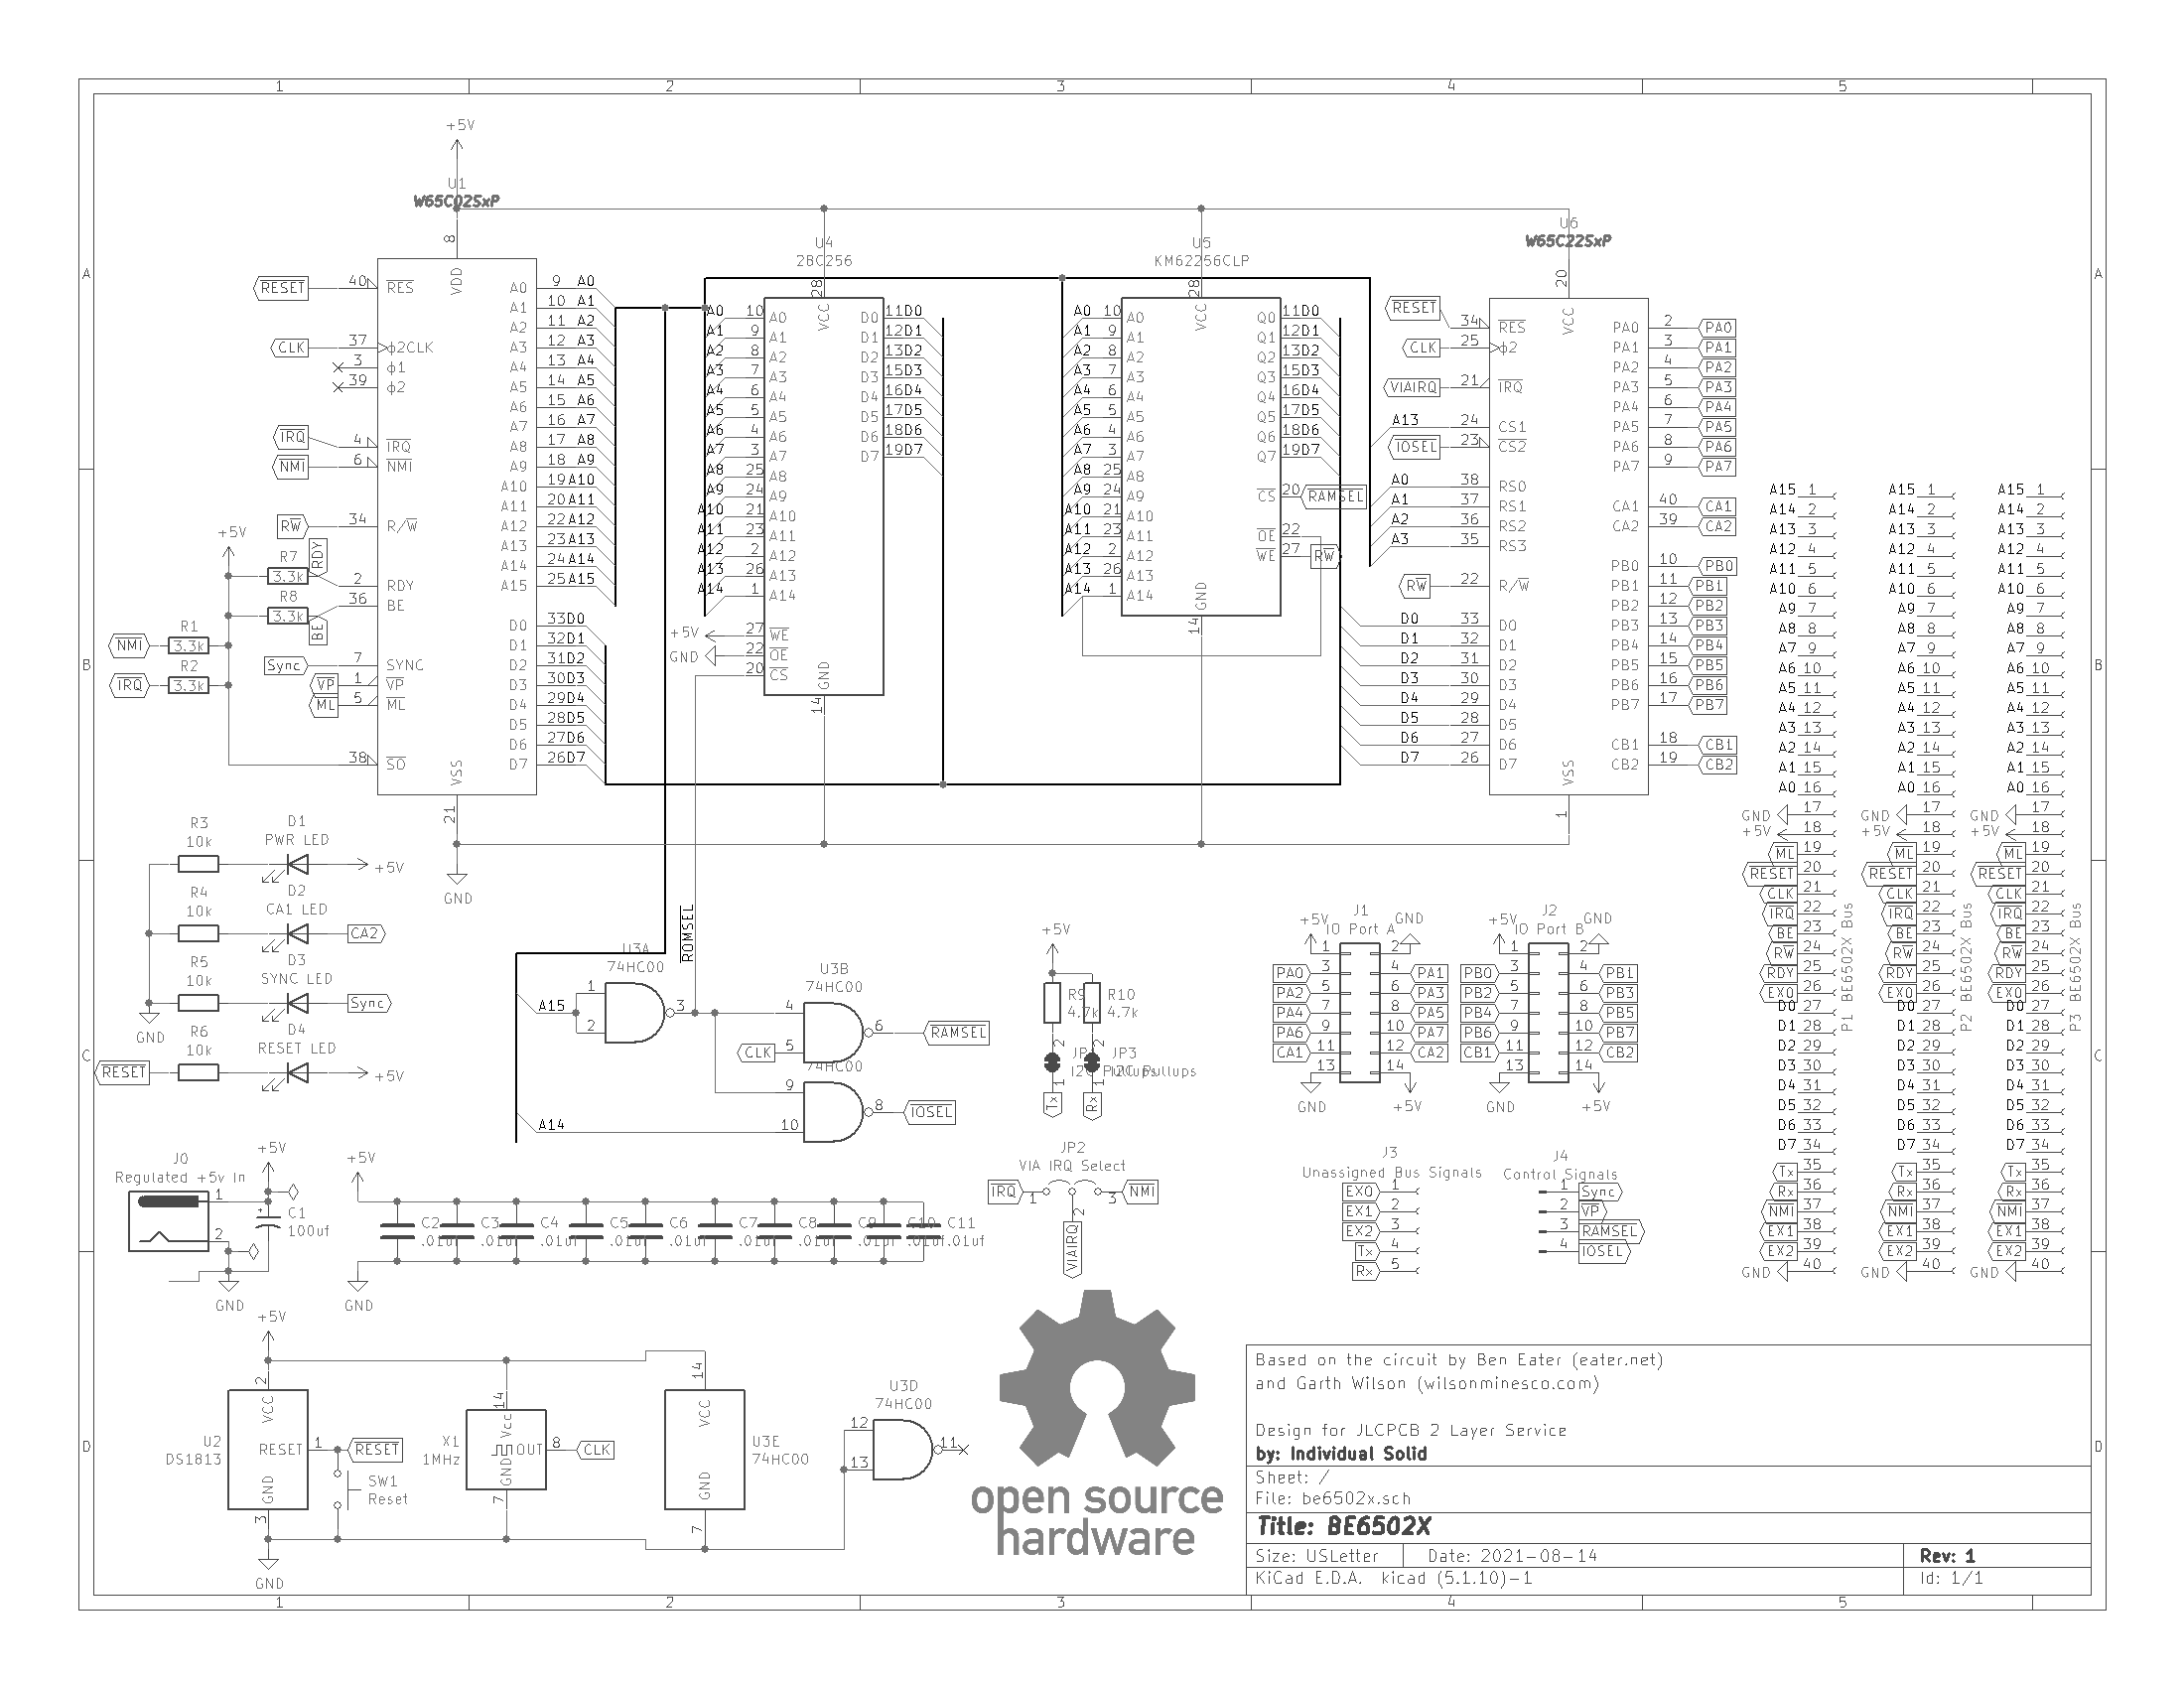 1 2 3 4 5
A
B
C
D
+5V
U1
W65C02SxP
8 VDD
RESET 40 RES
CLK 37 ϕ2CLK
3 ϕ1
39 ϕ2
IRQ 4 IRQ
NMI 6 NMI
RW 34 R/W
+5V
R7 3.3k RDY 2 RDY
R8 3.3k BE 36 BE
NMI R1 3.3k
IRQ R2 3.3k
Sync 7 SYNC
VP 1 VP
ML 5 ML
38 SO
A0 9 A0
A1 10 A1
A2 11 A2
A3 12 A3
A4 13 A4
A5 14 A5
A6 15 A6
A7 16 A7
A8 17 A8
A9 18 A9
A10 19 A10
A11 20 A11
A12 22 A12
A13 23 A13
A14 24 A14
A15 25 A15
D0 33 D0
D1 32 D1
D2 31 D2
D3 30 D3
D4 29 D4
D5 28 D5
D6 27 D6
D7 26 D7
VSS 21
GND
U4
28C256
28 VCC
A0 10 A0 D0 11 D0
A1 9 A1 D1 12 D1
A2 8 A2 D2 13 D2
A3 7 A3 D3 15 D3
A4 6 A4 D4 16 D4
A5 5 A5 D5 17 D5
A6 4 A6 D6 18 D6
A7 3 A7 D7 19 D7
A8 25 A8
A9 24 A9
A10 21 A10
A11 23 A11
A12 2 A12
A13 26 A13
A14 1 A14
+5V 27 WE
GND 22 OE
20 CS
GND 14
U5
KM62256CLP
28 VCC
A0 10 A0 Q0 11 D0
A1 9 A1 Q1 12 D1
A2 8 A2 Q2 13 D2
A3 7 A3 Q3 15 D3
A4 6 A4 Q4 16 D4
A5 5 A5 Q5 17 D5
A6 4 A6 Q6 18 D6
A7 3 A7 Q7 19 D7
A8 25 A8
A9 24 A9 CS 20 RAMSEL
A10 21 A10
A11 23 A11 OE 22
A12 2 A12 WE 27 RW
A13 26 A13
A14 1 A14
GND 14
U6
W65C22SxP
20 VCC
RESET 34 RES
CLK 25 ϕ2
VIAIRQ 21 IRQ
A13 24 CS1
IOSEL 23 CS2
A0 38 RS0
A1 37 RS1
A2 36 RS2
A3 35 RS3
RW 22 R/W
D0 33 D0
D1 32 D1
D2 31 D2
D3 30 D3
D4 29 D4
D5 28 D5
D6 27 D6
D7 26 D7
PA0 2 PA0
PA1 3 PA1
PA2 4 PA2
PA3 5 PA3
PA4 6 PA4
PA5 7 PA5
PA6 8 PA6
PA7 9 PA7
CA1 40 CA1
CA2 39 CA2
PB0 10 PB0
PB1 11 PB1
PB2 12 PB2
PB3 13 PB3
PB4 14 PB4
PB5 15 PB5
PB6 16 PB6
PB7 17 PB7
CB1 18 CB1
CB2 19 CB2
VSS 1
A15 1 A15 1 A15 1
A14 2 A14 2 A14 2
A13 3 A13 3 A13 3
A12 4 A12 4 A12 4
A11 5 A11 5 A11 5
A10 6 A10 6 A10 6
A9 7 A9 7 A9 7
A8 8 A8 8 A8 8
A7 9 A7 9 A7 9
A6 10 A6 10 A6 10
A5 11 A5 11 A5 11
A4 12 A4 12 A4 12
A3 13 A3 13 A3 13
A2 14 A2 14 A2 14
A1 15 A1 15 A1 15
A0 16 A0 16 A0 16
GND 17 GND 17 GND 17
+5V 18 +5V 18 +5V 18
ML 19 ML 19 ML 19
RESET 20 RESET 20 RESET 20
CLK 21 CLK 21 CLK 21
IRQ 22 IRQ 22 IRQ 22
BE 23 BE 23 BE 23
RW 24 RW 24 RW 24
RDY 25 RDY 25 RDY 25
EX0 26 EX0 26 EX0 26
D0 27 D0 27 D0 27
D1 28 D1 28 D1 28
D2 29 D2 29 D2 29
D3 30 D3 30 D3 30
D4 31 D4 31 D4 31
D5 32 D5 32 D5 32
D6 33 D6 33 D6 33
D7 34 D7 34 D7 34
Tx 35 Tx 35 Tx 35
Rx 36 Rx 36 Rx 36
NMI 37 NMI 37 NMI 37
EX1 38 EX1 38 EX1 38
EX2 39 EX2 39 EX2 39
GND 40 GND 40 GND 40
P1 BE6502X Bus
P2 BE6502X Bus
P3 BE6502X Bus
R3 10k D1 PWR LED +5V
R4 10k D2 CA1 LED CA2
R5 10k D3 SYNC LED Sync
GND
RESET R6 10k D4 RESET LED +5V
ROMSEL
U3A
74HC00
A15 1 2 3
U3B
74HC00
4 5 6 CLK RAMSEL
74HC00
A14 9 10 8 IOSEL
+5V
R9 4.7k
R10 4.7k
2 2
JP
JP3
I2C Pullups
1 1
Tx Rx
J1
IO Port A
+5V GND
1 2
PA0 3 4 PA1
PA2 5 6 PA3
PA4 7 8 PA5
PA6 9 10 PA7
CA1 11 12 CA2
13 14
GND +5V
J2
IO Port B
+5V GND
1 2
PB0 3 4 PB1
PB2 5 6 PB3
PB4 7 8 PB5
PB6 9 10 PB7
CB1 11 12 CB2
13 14
GND +5V
J0
Regulated +5v In
1
2
+5V
C1
100uf
GND
+5V
C2 C3 C4 C5 C6 C7 C8 C9 C10 C11
.01uf .01uf .01uf .01uf .01uf .01uf .01uf .01uf .01uf .01uf
GND
JP2
VIA IRQ Select
IRQ 1 3 NMI
2
VIAIRQ
J3
Unassigned Bus Signals
EX0 1
EX1 2
EX2 3
Tx 4
Rx 5
J4
Control Signals
1 Sync
2 VP
3 RAMSEL
4 IOSEL
+5V
U2
DS1813
2 VCC
RESET 1 RESET
GND 3
SW1
Reset
GND
X1
1MHz
14 Vcc
OUT 8 CLK
GND 7
U3E
74HC00
14 VCC
GND 7
U3D
74HC00
12
13
11
open source
hardware
Based on the circuit by Ben Eater (eater.net)
and Garth Wilson (wilsonminesco.com)
Design for JLCPCB 2 Layer Service
by: Individual Solid
Sheet: /
File: be6502x.sch
Title: BE6502X
Size: USLetter Date: 2021-08-14 Rev: 1
KiCad E.D.A. kicad (5.1.10)-1 Id: 1/1
1 2 3 4 5